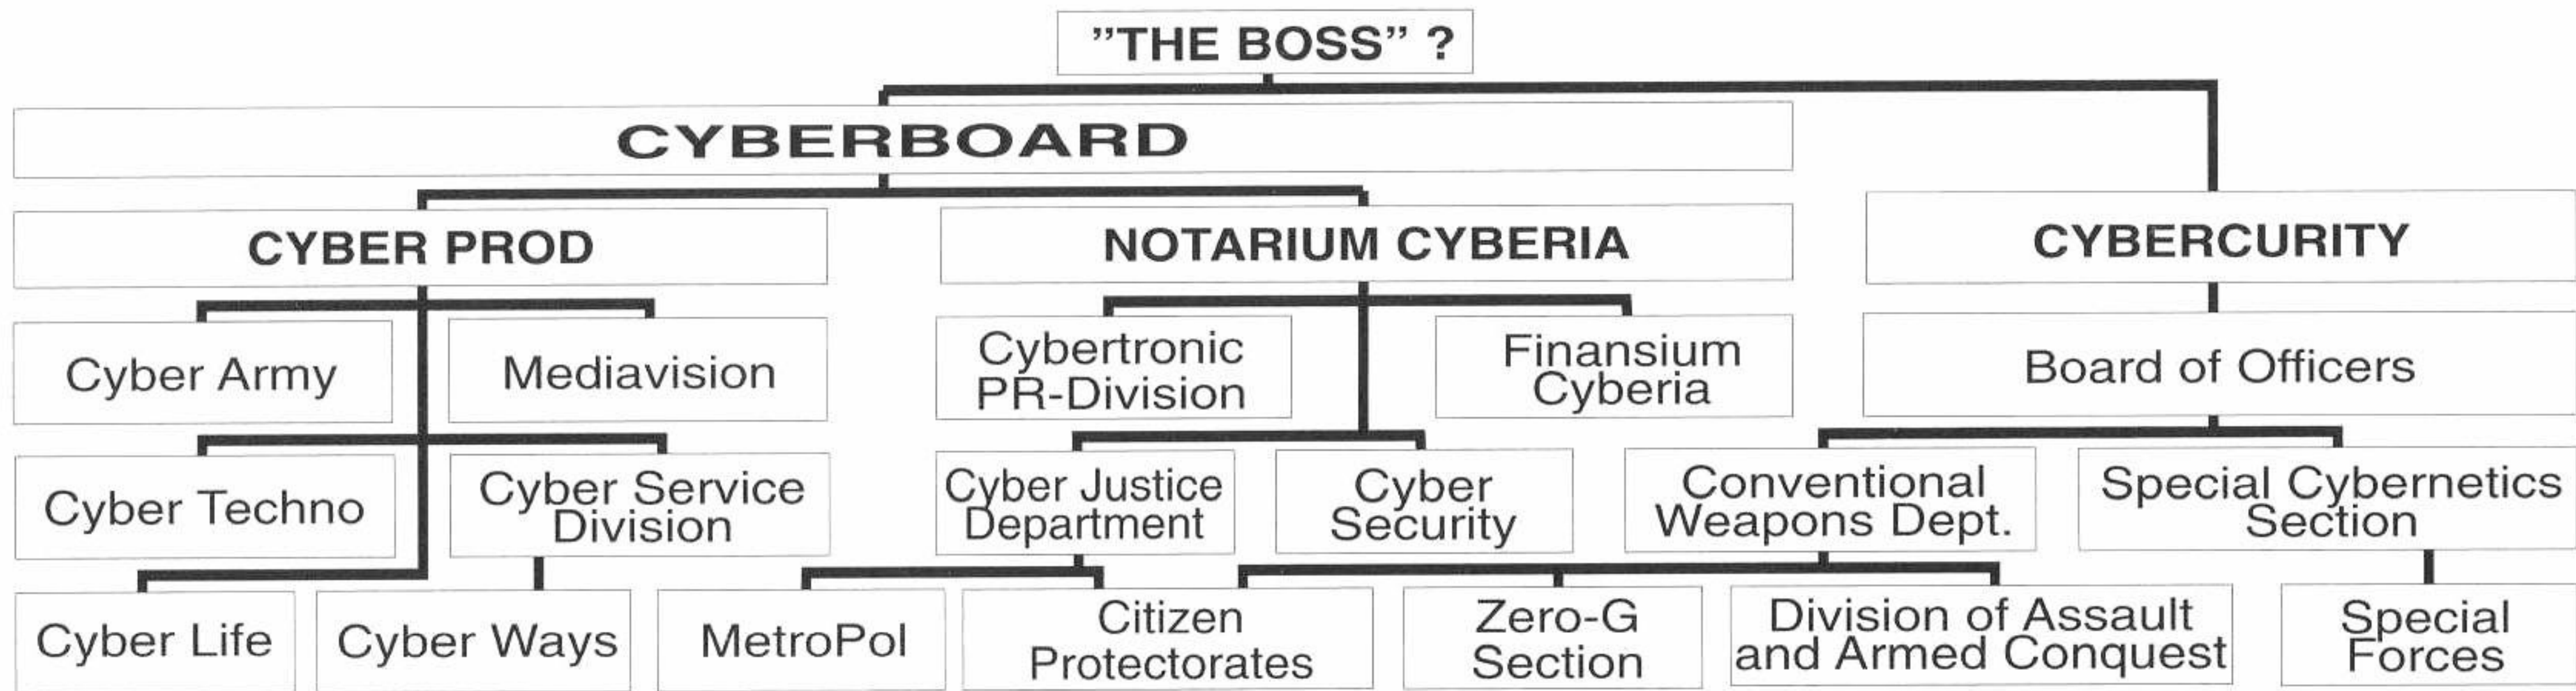 ”THE BOSS” ?
CYBERBOARD
CYBER PROD
NOTARIUM CYBERIA
CYBERCURITY
Cyber Army
Mediavision
Cybertronic
PR-Division
Finansium
Cyberia
Board of Officers
Cyber Techno
Cyber Service
Division
Cyber Justice
Department
Cyber
Security
Conventional
Weapons Dept.
Special Cybernetics
Section
Cyber Life
Cyber Ways
MetroPol
Citizen
Protectorates
Zero-G
Section
Division of Assault
and Armed Conquest
Special
Forces